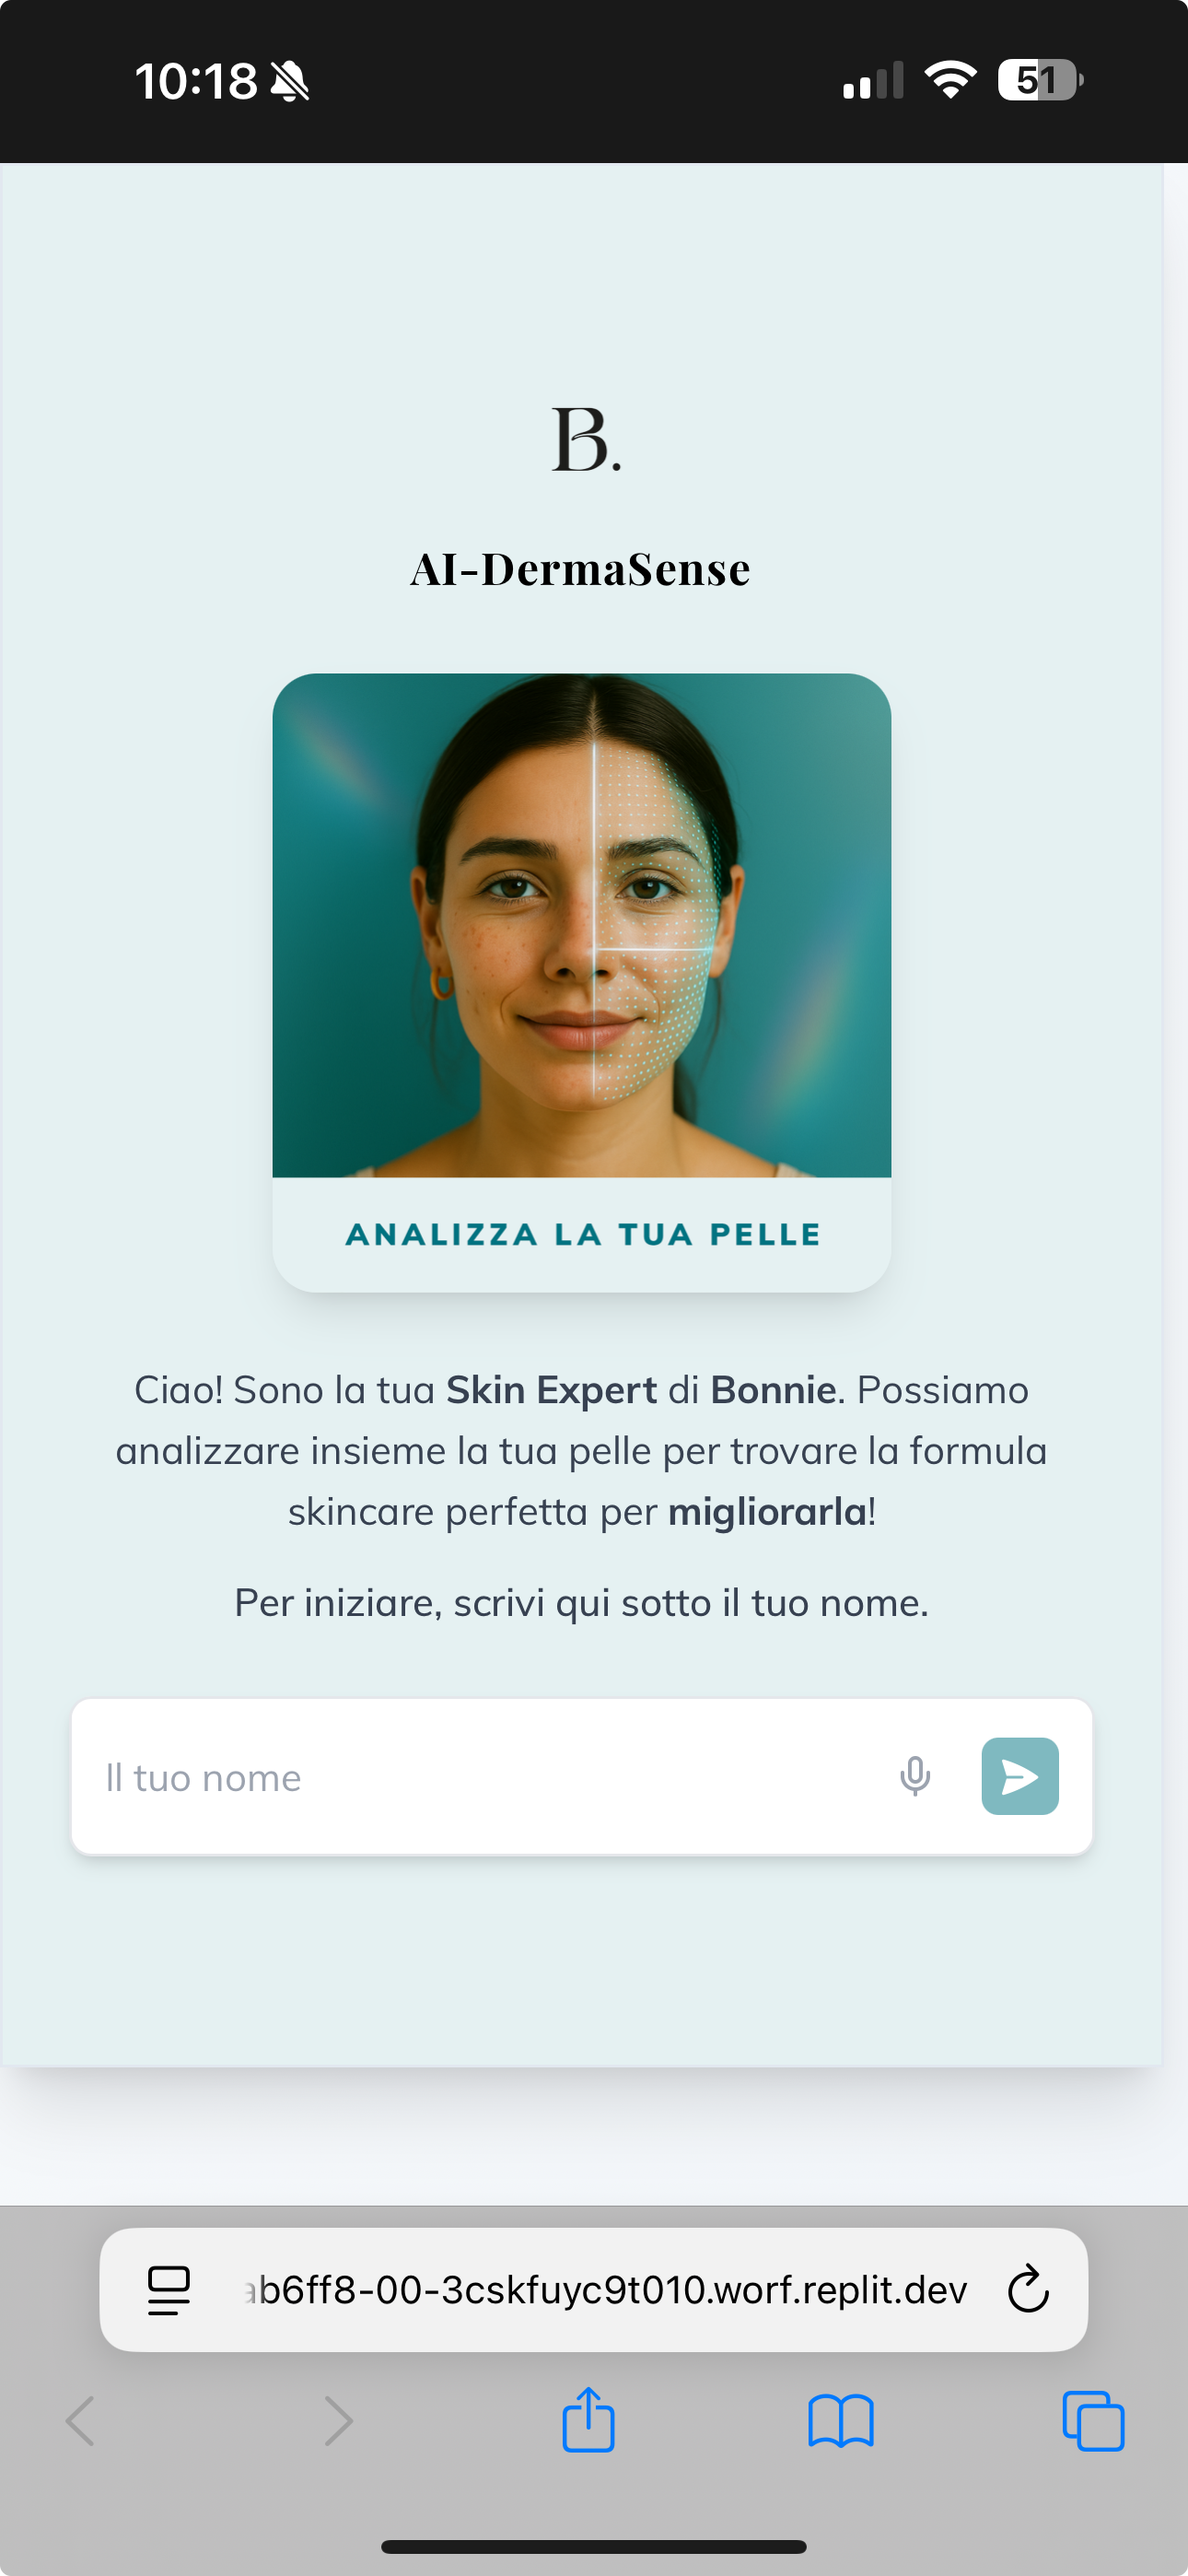 10:18
51
B.
AI-DermaSense
ANALIZZA LA TUA PELLE
Ciao! Sono la tua Skin Expert di Bonnie. Possiamo
analizzare insieme la tua pelle per trovare la formula
skincare perfetta per migliorarla!
Per iniziare, scrivi qui sotto il tuo nome.
Il tuo nome
b6ff8-00-3cskfuyc9t010.worf.replit.dev